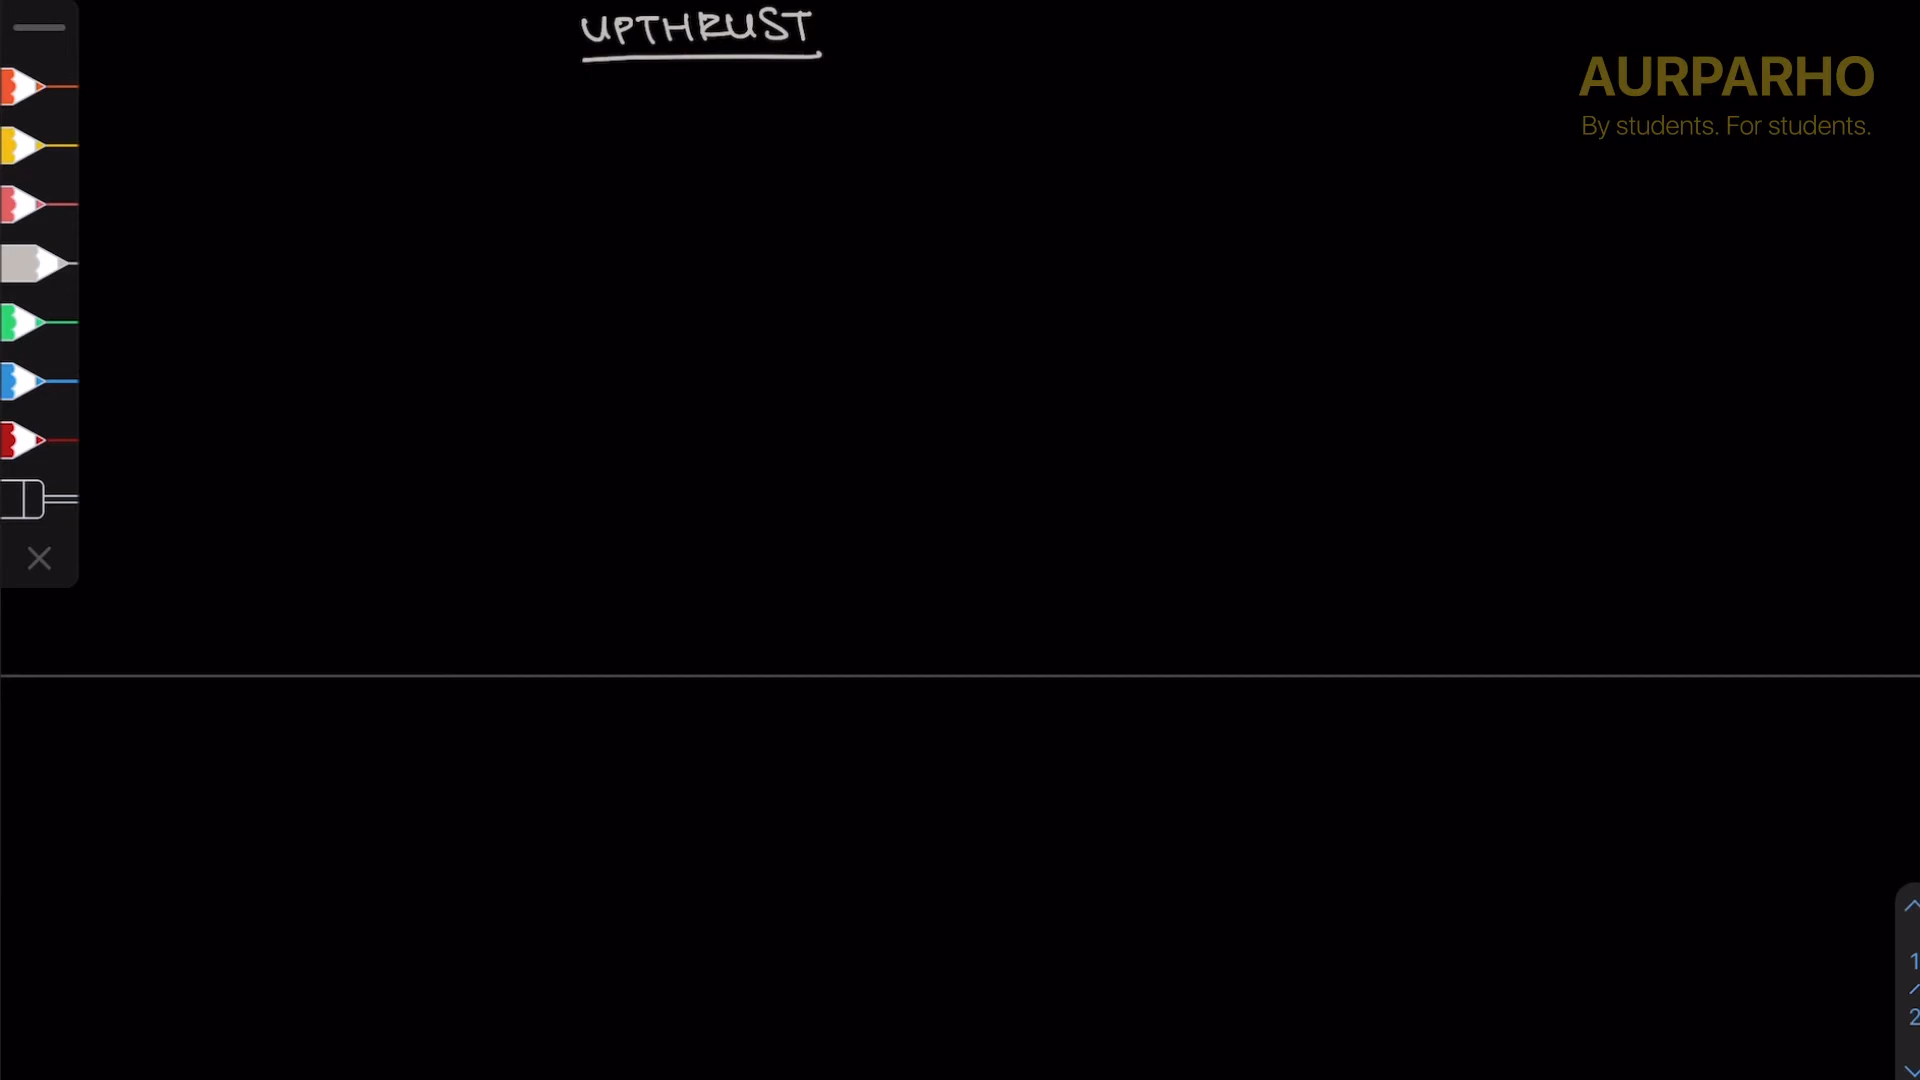 UPTHRUST
AURPARHO
By students. For students.
1
2